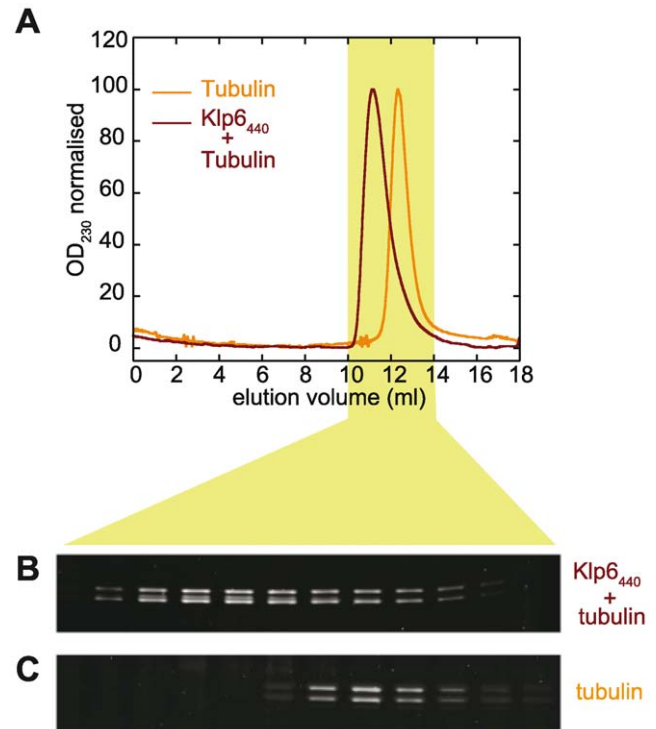 A
120
100
80
60
40
20
0
OD230 normalised
Tubulin
Klp6440
+
Tubulin
0 2 4 6 8 10 12 14 16 18
elution volume (ml)
B
Klp6440
+
tubulin
C
tubulin